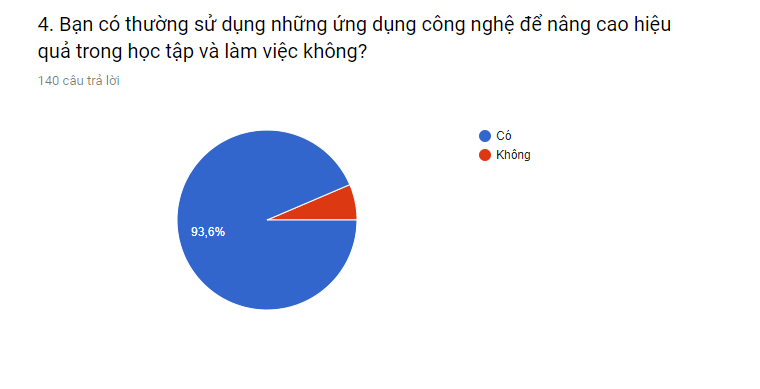 4. Bạn có thường sử dụng những ứng dụng công nghệ để nâng cao hiệu
quả trong học tập và làm việc không?
140 câu trả lời
Có
Không
93,6%